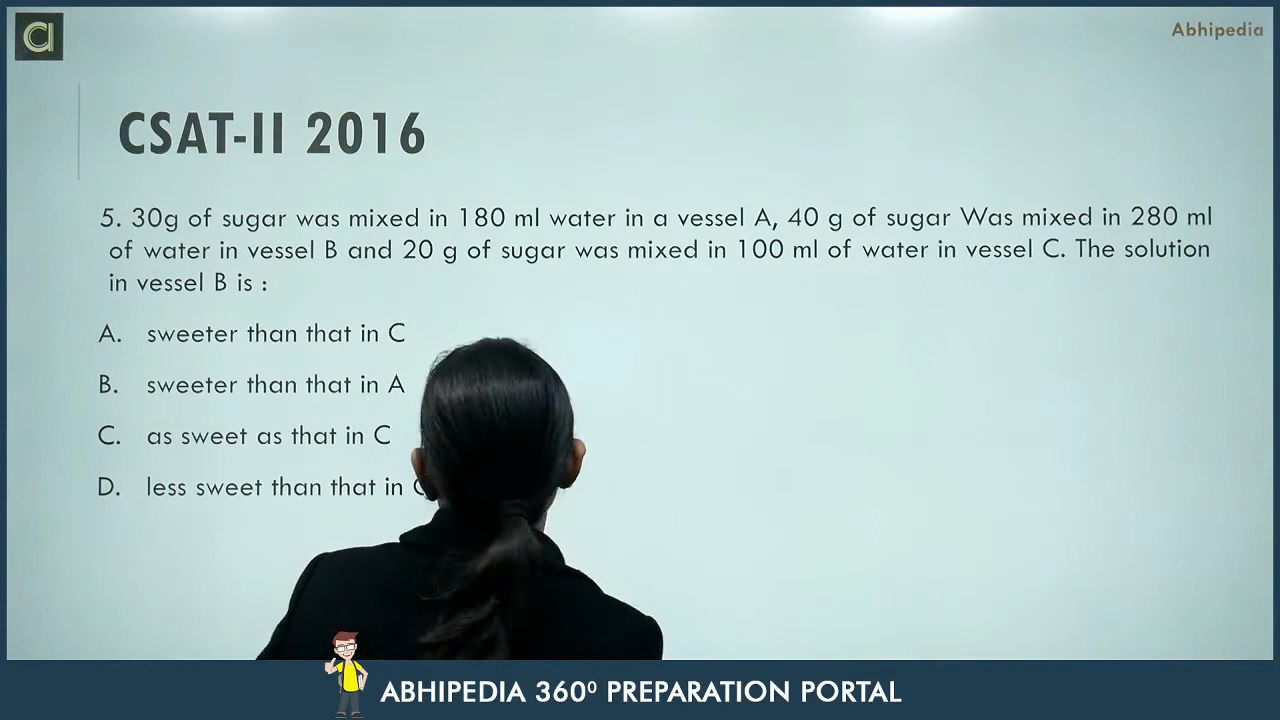 Abhipedia
CSAT-II 2016
5. 30g of sugar was mixed in 180 ml water in a vessel A, 40 g of sugar Was mixed in 280 ml
of water in vessel B and 20 g of sugar was mixed in 100 ml of water in vessel C. The solution
in vessel B is :
A. sweeter than that in C
B. sweeter than that in A
C. as sweet as that in C
D. less sweet than that in
ABHIPEDIA 360⁰ PREPARATION PORTAL